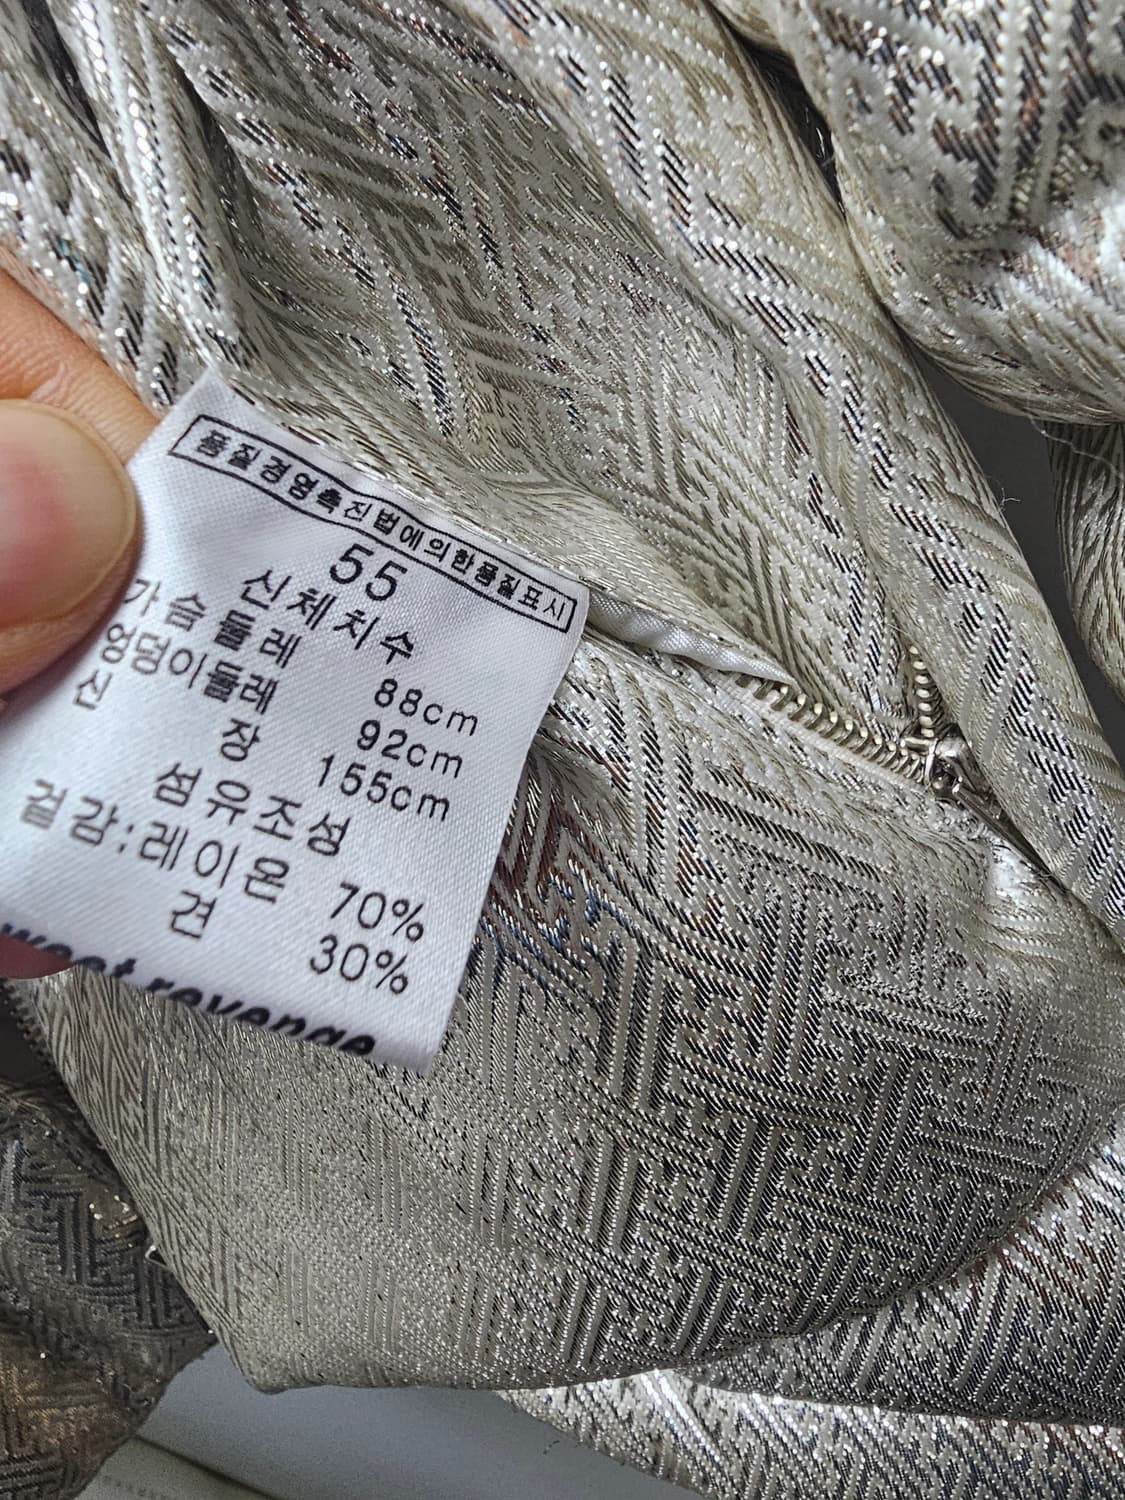 품질경영촉진법에의한품질표시
55
신체치수
가슴둘레 88cm
엉덩이둘레 92cm
신장 155cm
섬유조성
겉감:레이온 70%
견 30%
sweet revenge